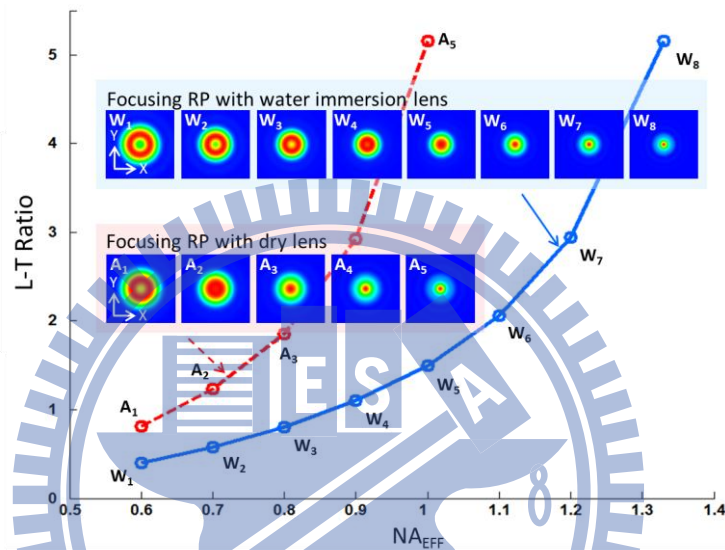 5
A5
W8
Focusing RP with water immersion lens
W1 W2 W3 W4 W5 W6 W7 W8
Y
X
4
L-T Ratio
3
W7
Focusing RP with dry lens
A1 A2 A3 A4 A5
Y
X
2
A3
W6
A2
ESA
W5
A1
1
W4
W3
W2
W1
8
0
0.5 0.6 0.7 0.8 0.9 1 1.1 1.2 1.3 1.4
NAEFF